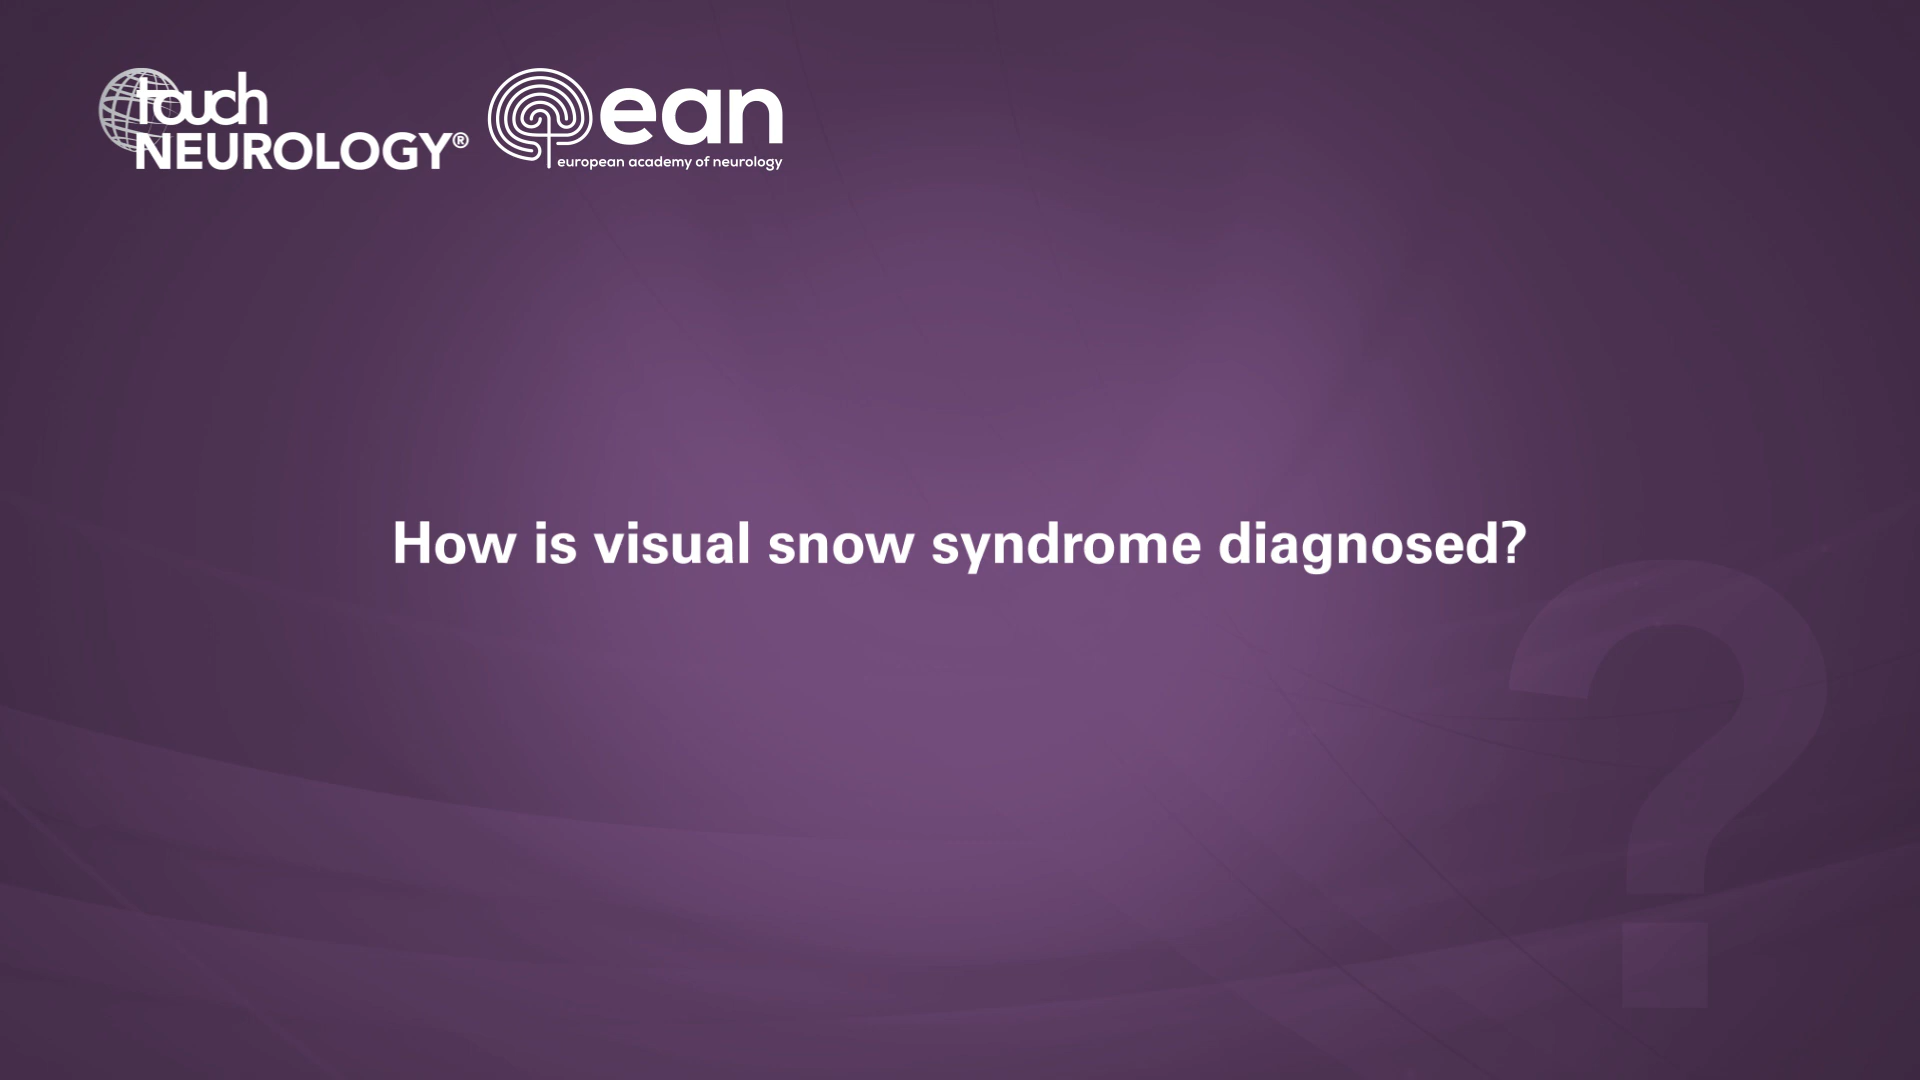 touch
NEUROLOGY®
ean
european academy of neurology
How is visual snow syndrome diagnosed?
?